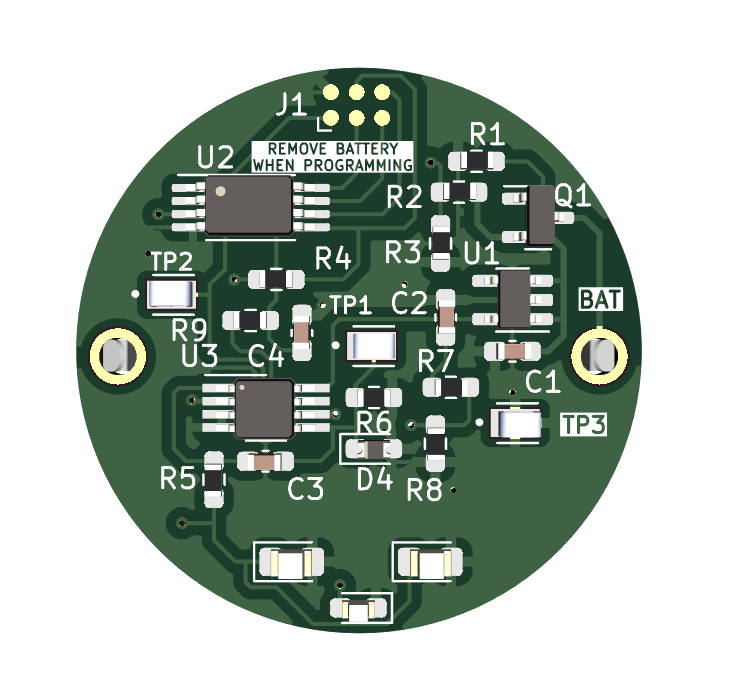 J1
REMOVE BATTERY
WHEN PROGRAMMING
R1
U2
R2
Q1
R3
U1
R4
TP2
BAT
TP1
C2
R9
U3
C4
R7
C1
R6
TP3
R5
D4
C3
R8